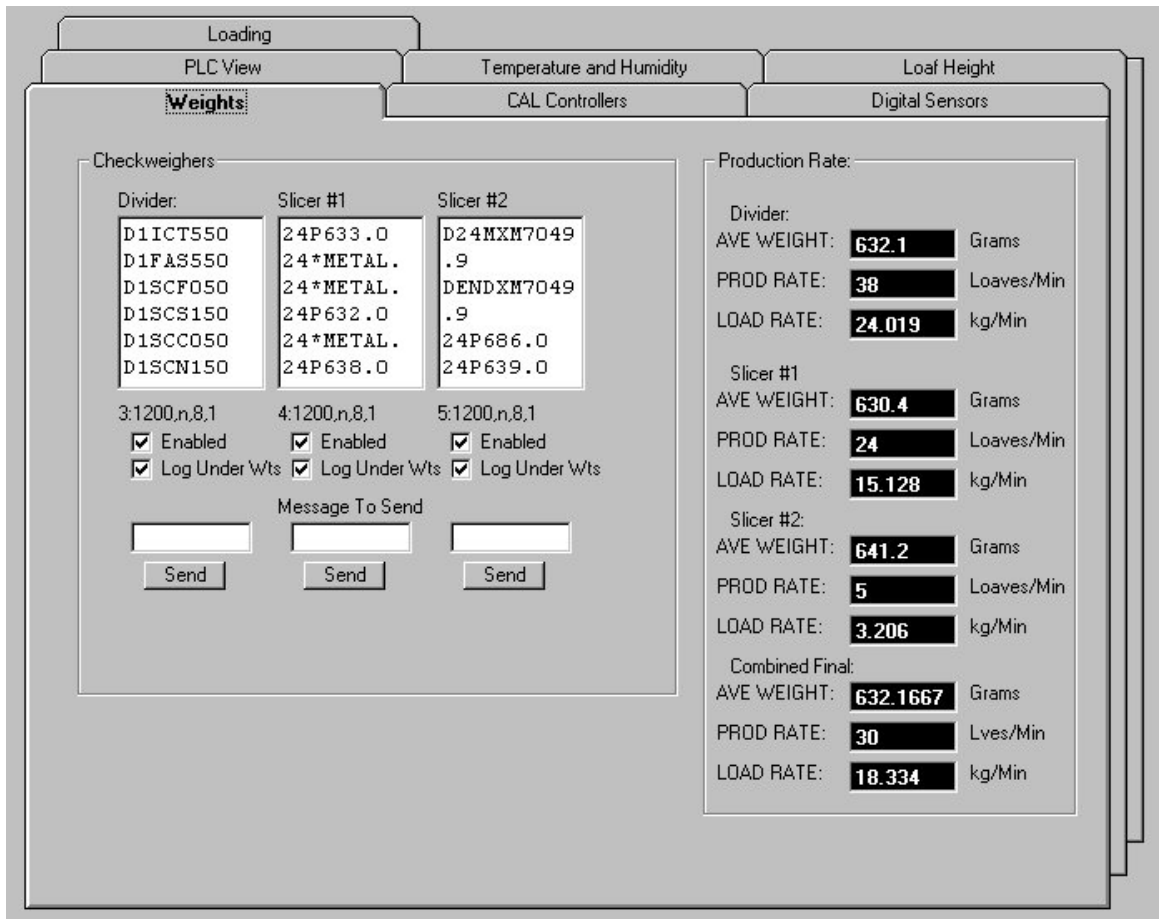 Loading
PLC View Temperature and Humidity Loaf Height
Weights CAL Controllers Digital Sensors
Checkweighers
Divider: Slicer #1 Slicer #2
D1ICT550 24P633.0 D24MXM7049
D1FAS550 24*METAL. .9
D1SCF050 24*METAL. DENDXM7049
D1SCS150 24P632.0 .9
D1SCC050 24*METAL. 24P686.0
D1SCN150 24P638.0 24P639.0
3:1200,n,8,1 4:1200,n,8,1 5:1200,n,8,1
Enabled Enabled Enabled
Log Under Wts Log Under Wts Log Under Wts
Message To Send
Send Send Send
Production Rate:
Divider:
AVE WEIGHT: 632.1 Grams
PROD RATE: 38 Loaves/Min
LOAD RATE: 24.019 kg/Min
Slicer #1
AVE WEIGHT: 630.4 Grams
PROD RATE: 24 Loaves/Min
LOAD RATE: 15.128 kg/Min
Slicer #2:
AVE WEIGHT: 641.2 Grams
PROD RATE: 5 Loaves/Min
LOAD RATE: 3.206 kg/Min
Combined Final:
AVE WEIGHT: 632.1667 Grams
PROD RATE: 30 Lves/Min
LOAD RATE: 18.334 kg/Min